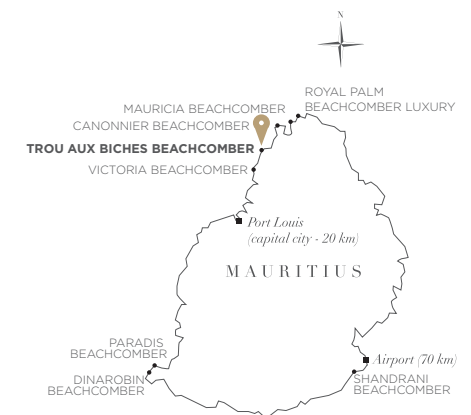 N
ROYAL PALM
BEACHCOMBER LUXURY
MAURICIA BEACHCOMBER
CANONNIER BEACHCOMBER
TROU AUX BICHES BEACHCOMBER
VICTORIA BEACHCOMBER
Port Louis
(capital city - 20 km)
MAURITIUS
PARADIS
BEACHCOMBER
Airport (70 km)
DINAROBIN
BEACHCOMBER
SHANDRANI
BEACHCOMBER